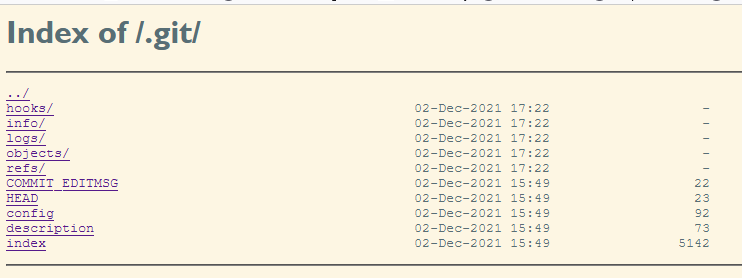 Index of /.git/
../
hooks/ 02-Dec-2021 17:22 -
info/ 02-Dec-2021 17:22 -
logs/ 02-Dec-2021 17:22 -
objects/ 02-Dec-2021 17:22 -
refs/ 02-Dec-2021 17:22 -
COMMIT_EDITMSG 02-Dec-2021 15:49 22
HEAD 02-Dec-2021 15:49 23
config 02-Dec-2021 15:49 92
description 02-Dec-2021 15:49 73
index 02-Dec-2021 15:49 5142